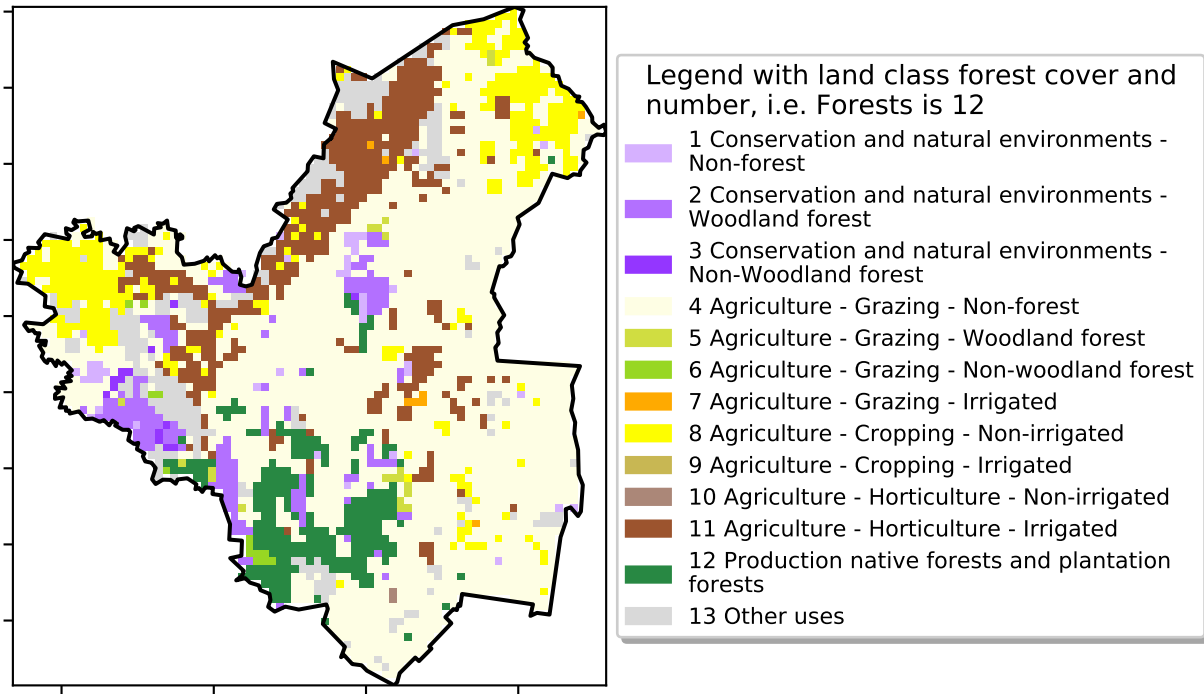 Legend with land class forest cover and
number, i.e. Forests is 12
1 Conservation and natural environments -
Non-forest
2 Conservation and natural environments -
Woodland forest
3 Conservation and natural environments -
Non-Woodland forest
4 Agriculture - Grazing - Non-forest
5 Agriculture - Grazing - Woodland forest
6 Agriculture - Grazing - Non-woodland forest
7 Agriculture - Grazing - Irrigated
8 Agriculture - Cropping - Non-irrigated
9 Agriculture - Cropping - Irrigated
10 Agriculture - Horticulture - Non-irrigated
11 Agriculture - Horticulture - Irrigated
12 Production native forests and plantation
forests
13 Other uses